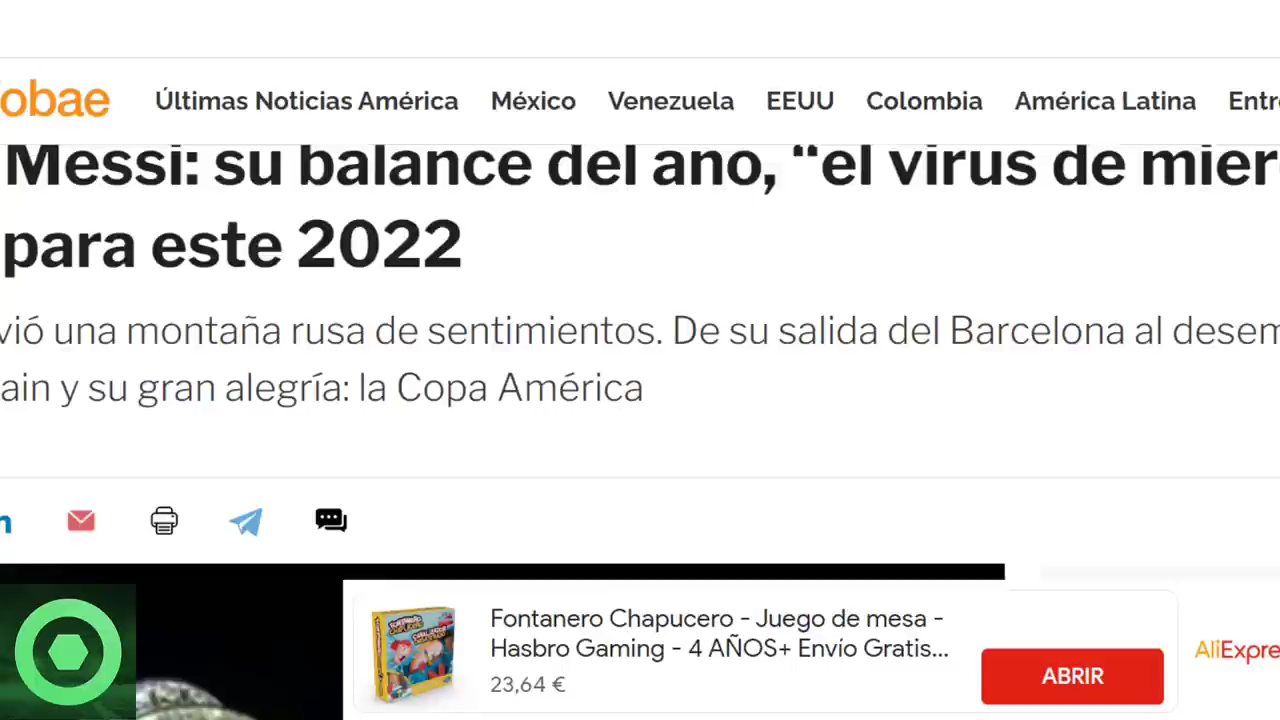 obae
Últimas Noticias América México Venezuela EEUU Colombia América Latina Entre
Messi: su balance del ano, “el virus de mier
para este 2022
vió una montaña rusa de sentimientos. De su salida del Barcelona al desem
ain y su gran alegría: la Copa América
Fontanero Chapucero - Juego de mesa -
Hasbro Gaming - 4 AÑOS+ Envío Gratis...
23,64 €
ABRIR
AliExpre